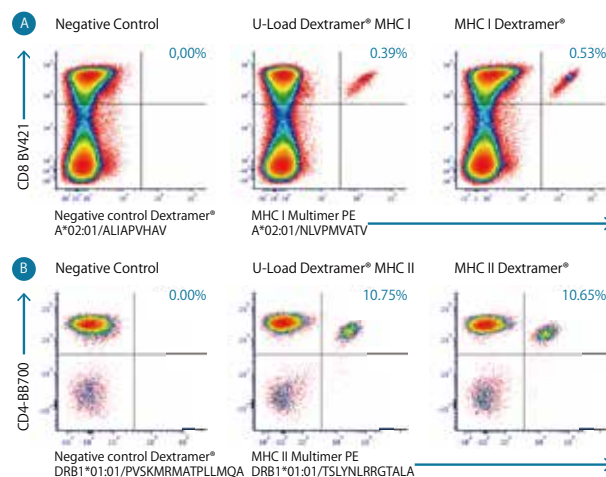 A
Negative Control
U-Load Dextramer® MHC I
MHC I Dextramer®
0,00%
0.39%
0.53%
CD8 BV421
Negative control Dextramer®
A*02:01/ALIAPVHAV
MHC I Multimer PE
A*02:01/NLVPMVATV
B
Negative Control
U-Load Dextramer® MHC II
MHC II Dextramer®
0.00%
10.75%
10.65%
CD4-BB700
Negative control Dextramer®
DRB1*01:01/PVSKMRMATPLLMQA
MHC II Multimer PE
DRB1*01:01/TSLYNLRRGTALA